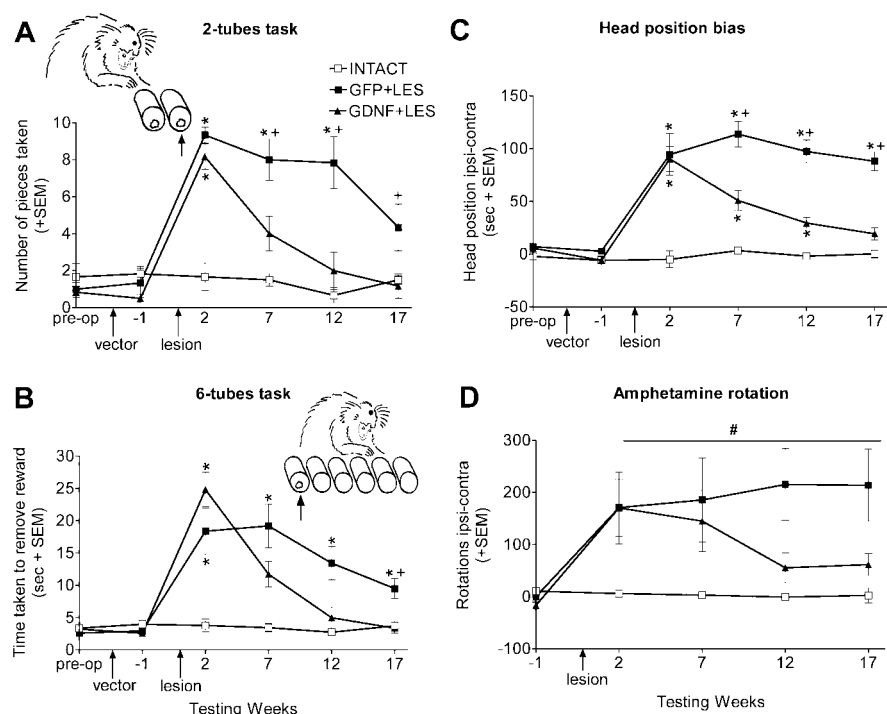 A
2-tubes task
INTACT
GFP+LES
GDNF+LES
Number of pieces taken
(+SEM)
10
8
6
4
2
0
*
*
*+
*+
+
pre-op
-1
2
7
12
17
vector
lesion
C
Head position bias
Head position ipsi-contra
(sec + SEM)
150
100
50
0
-50
*
*
*+
*
*+
*
*+
pre-op
-1
2
7
12
17
vector
lesion
B
6-tubes task
Time taken to remove reward
(sec + SEM)
30
25
20
15
10
5
0
*
*
*
*
*+
pre-op
-1
2
7
12
17
vector
lesion
Testing Weeks
D
Amphetamine rotation
Rotations ipsi-contra
(+SEM)
300
200
100
0
-100
#
-1
2
7
12
17
lesion
Testing Weeks